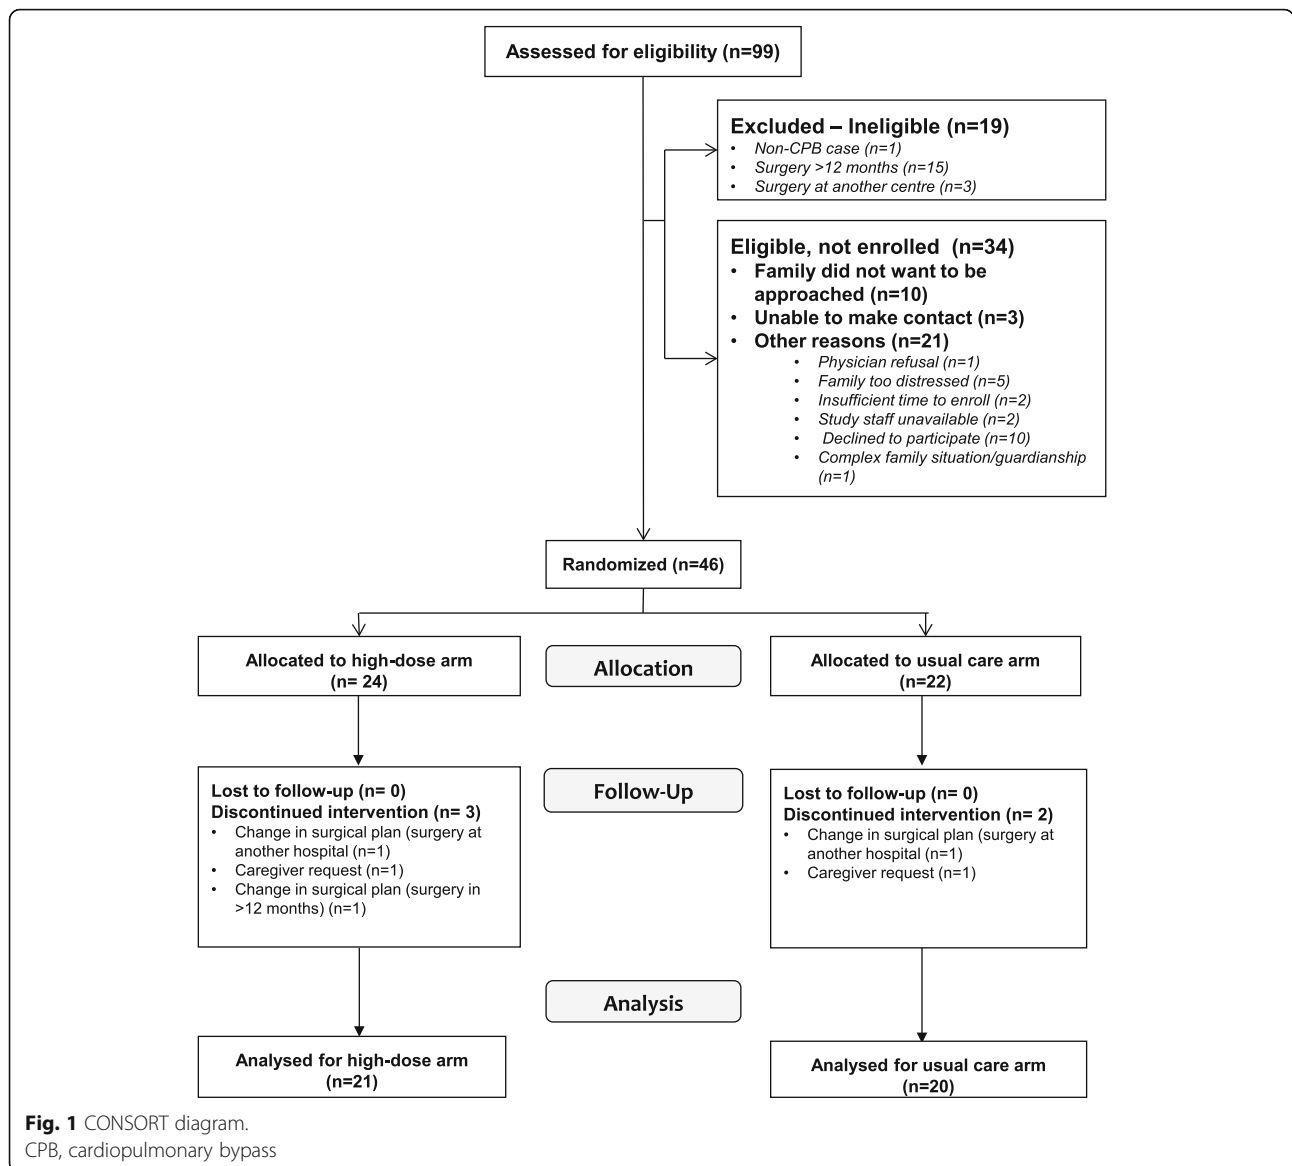 Assessed for eligibility (n=99)
Excluded – Ineligible (n=19)
• Non-CPB case (n=1)
• Surgery >12 months (n=15)
• Surgery at another centre (n=3)
Eligible, not enrolled (n=34)
• Family did not want to be
approached (n=10)
• Unable to make contact (n=3)
• Other reasons (n=21)
• Physician refusal (n=1)
• Family too distressed (n=5)
• Insufficient time to enroll (n=2)
• Study staff unavailable (n=2)
• Declined to participate (n=10)
• Complex family situation/guardianship
(n=1)
Randomized (n=46)
Allocated to high-dose arm
(n= 24)
Allocation
Allocated to usual care arm
(n=22)
Lost to follow-up (n= 0)
Discontinued intervention (n= 3)
• Change in surgical plan (surgery at
another hospital (n=1)
• Caregiver request (n=1)
• Change in surgical plan (surgery in
>12 months) (n=1)
Follow-Up
Lost to follow-up (n= 0)
Discontinued intervention (n= 2)
• Change in surgical plan (surgery at
another hospital (n=1)
• Caregiver request (n=1)
Analysis
Analysed for high-dose arm
(n=21)
Analysed for usual care arm
(n=20)
Fig. 1 CONSORT diagram.
CPB, cardiopulmonary bypass